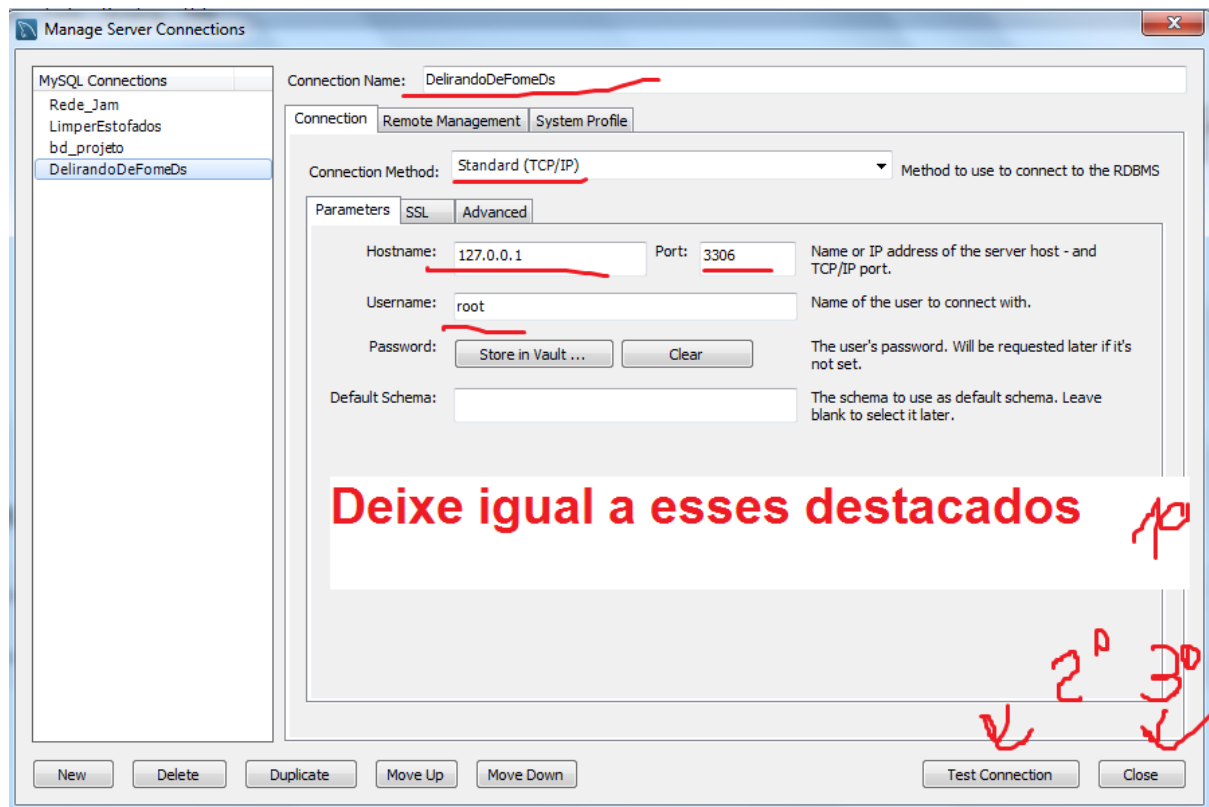 Manage Server Connections
MySQL Connections
Rede_Jam
LimperEstofados
bd_projeto
DelirandoDeFomeDs
Connection Name: DelirandoDeFomeDs
Connection Remote Management System Profile
Connection Method: Standard (TCP/IP) Method to use to connect to the RDBMS
Parameters SSL Advanced
Hostname: 127.0.0.1 Port: 3306 Name or IP address of the server host - and
TCP/IP port.
Username: root Name of the user to connect with.
Password: Store in Vault ... Clear The user's password. Will be requested later if it's
not set.
Default Schema: The schema to use as default schema. Leave
blank to select it later.
Deixe igual a esses destacados 1º
2º 3º
New Delete Duplicate Move Up Move Down Test Connection Close